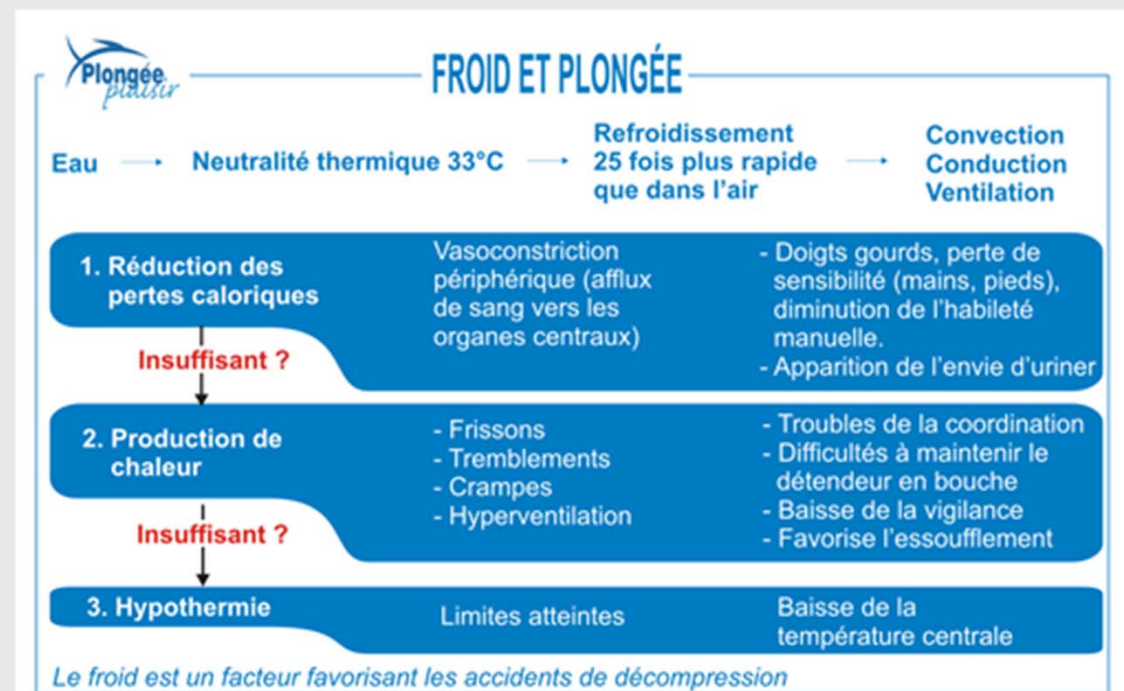 Plongée
plaisir
FROID ET PLONGÉE
Eau
Neutralité thermique 33°C
Refroidissement
25 fois plus rapide
que dans l'air
Convection
Conduction
Ventilation
1. Réduction des
pertes caloriques
Vasoconstriction
périphérique (afflux
de sang vers les
organes centraux)
- Doigts gourds, perte de
sensibilité (mains, pieds),
diminution de l'habileté
manuelle.
- Apparition de l'envie d'uriner
Insuffisant ?
2. Production de
chaleur
- Frissons
- Tremblements
- Crampes
- Hyperventilation
- Troubles de la coordination
- Difficultés à maintenir le
détendeur en bouche
- Baisse de la vigilance
- Favorise l'essoufflement
Insuffisant ?
3. Hypothermie
Limites atteintes
Baisse de la
température centrale
Le froid est un facteur favorisant les accidents de décompression